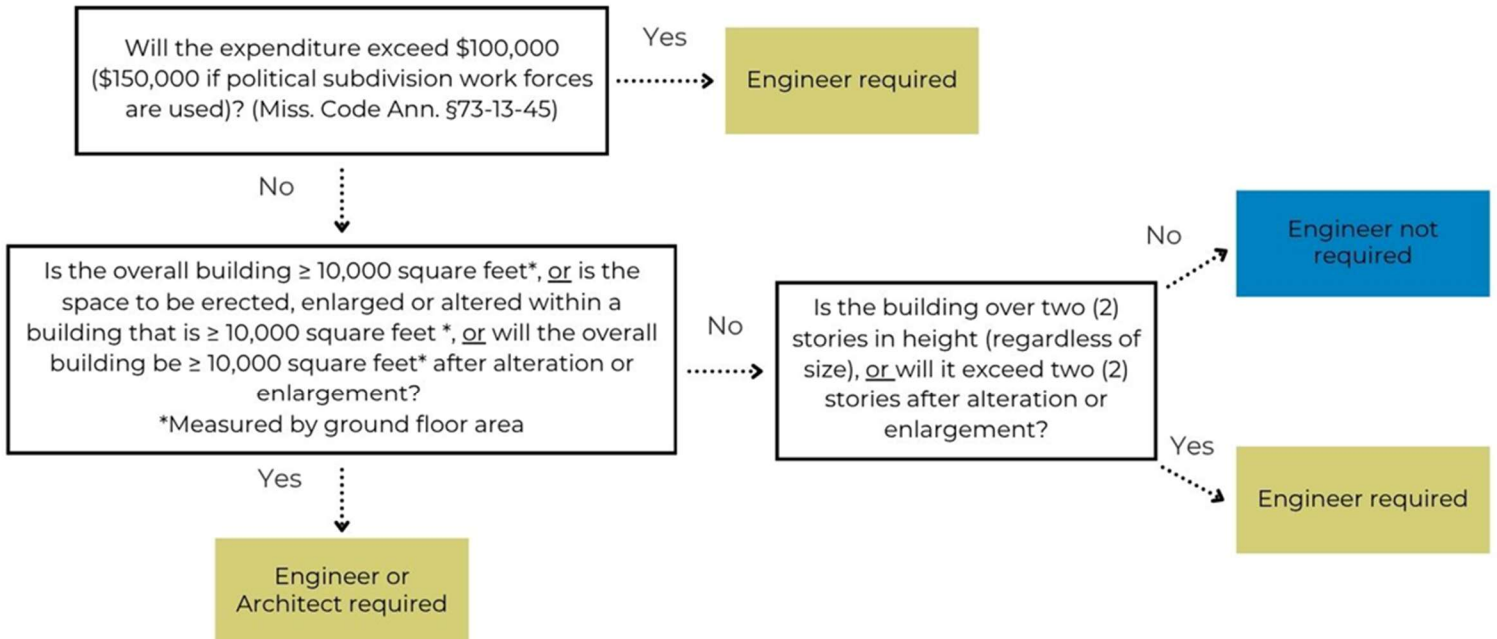 Will the expenditure exceed $100,000
($150,000 if political subdivision work forces
are used)? (Miss. Code Ann. §73-13-45)
Yes
Engineer required
No
Is the overall building ≥ 10,000 square feet*, or is the
space to be erected, enlarged or altered within a
building that is ≥ 10,000 square feet *, or will the overall
building be ≥ 10,000 square feet* after alteration or
enlargement?
*Measured by ground floor area
No
Is the building over two (2)
stories in height (regardless of
size), or will it exceed two (2)
stories after alteration or
enlargement?
No
Engineer not
required
Yes
Engineer required
Yes
Engineer or
Architect required